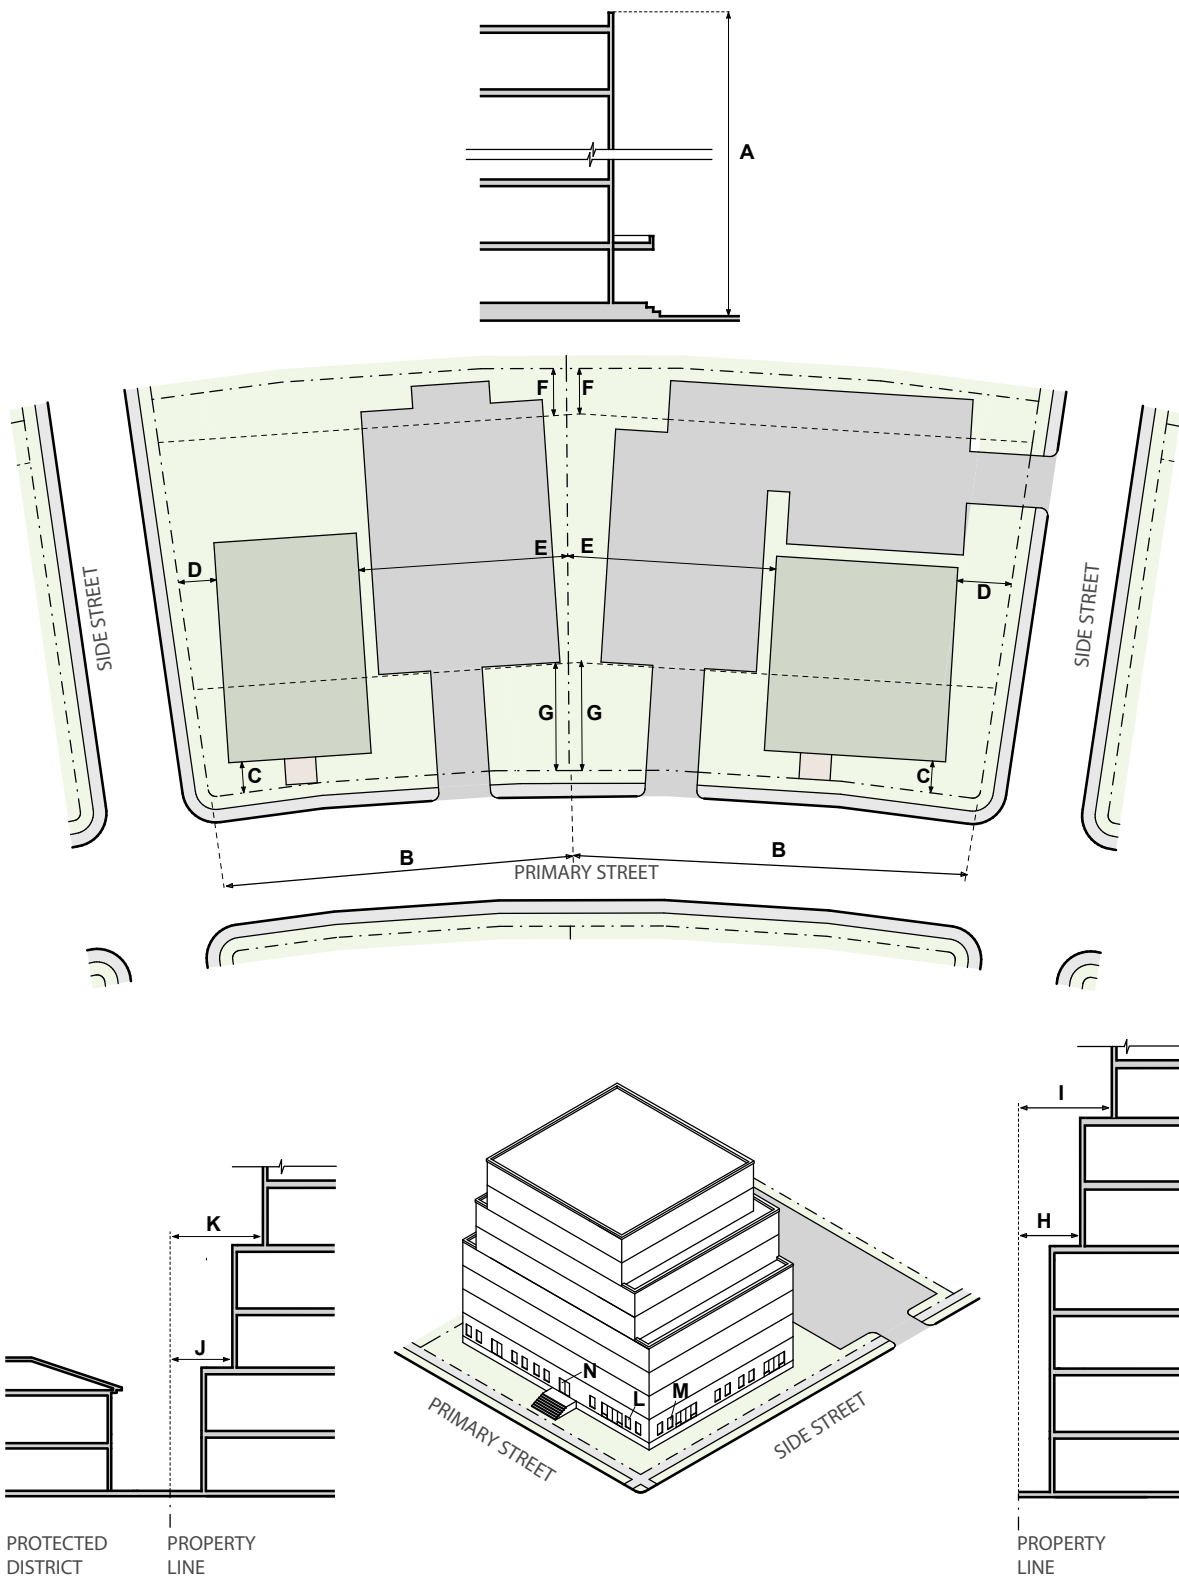 A
F F
E E
D
D
SIDE STREET
SIDE STREET
G G
C
C
B
B
PRIMARY STREET
I
K
H
J
N
L
M
PRIMARY STREET
SIDE STREET
PROTECTED
DISTRICT
PROPERTY
LINE
PROPERTY
LINE